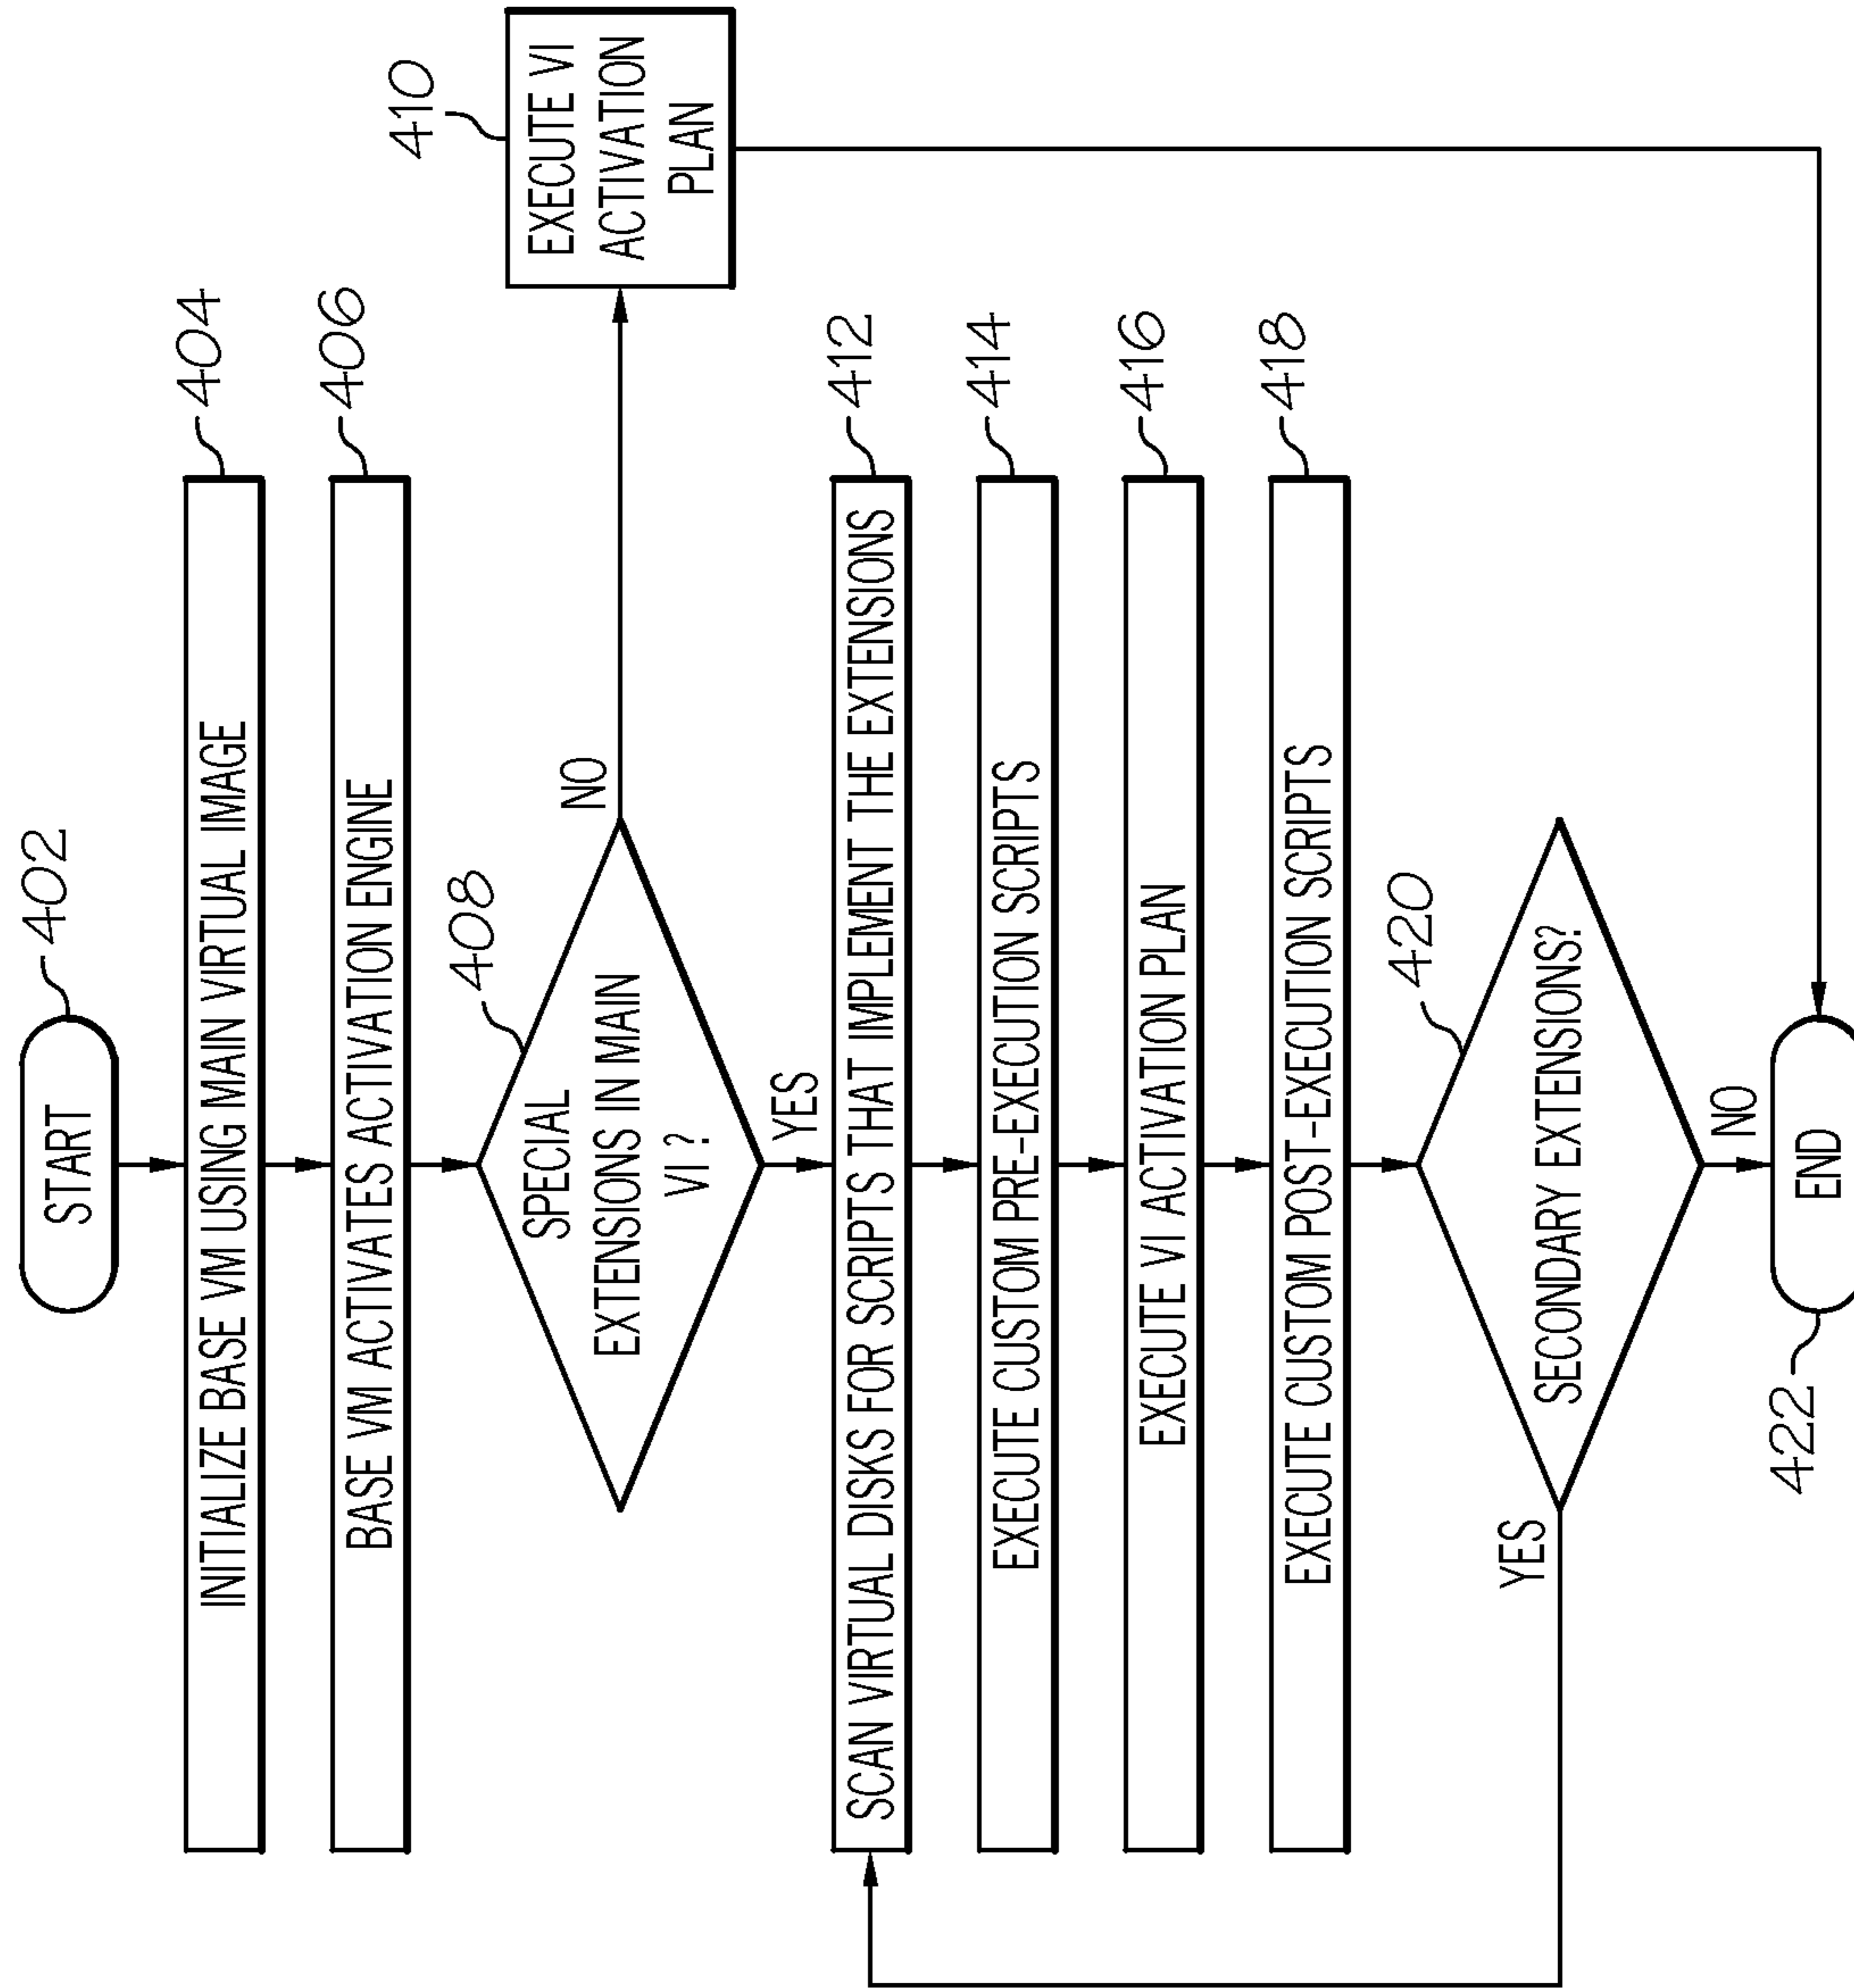 402
START
404
INITIALIZE BASE VM USING MAIN VIRTUAL IMAGE
406
BASE VM ACTIVATES ACTIVATION ENGINE
408
SPECIAL
EXTENSIONS IN MAIN
VI ?
NO
410
EXECUTE VI
ACTIVATION
PLAN
YES
412
SCAN VIRTUAL DISKS FOR SCRIPTS THAT IMPLEMENT THE EXTENSIONS
414
EXECUTE CUSTOM PRE-EXECUTION SCRIPTS
416
EXECUTE VI ACTIVATION PLAN
418
EXECUTE CUSTOM POST-EXECUTION SCRIPTS
420
SECONDARY EXTENSIONS?
YES
NO
422
END